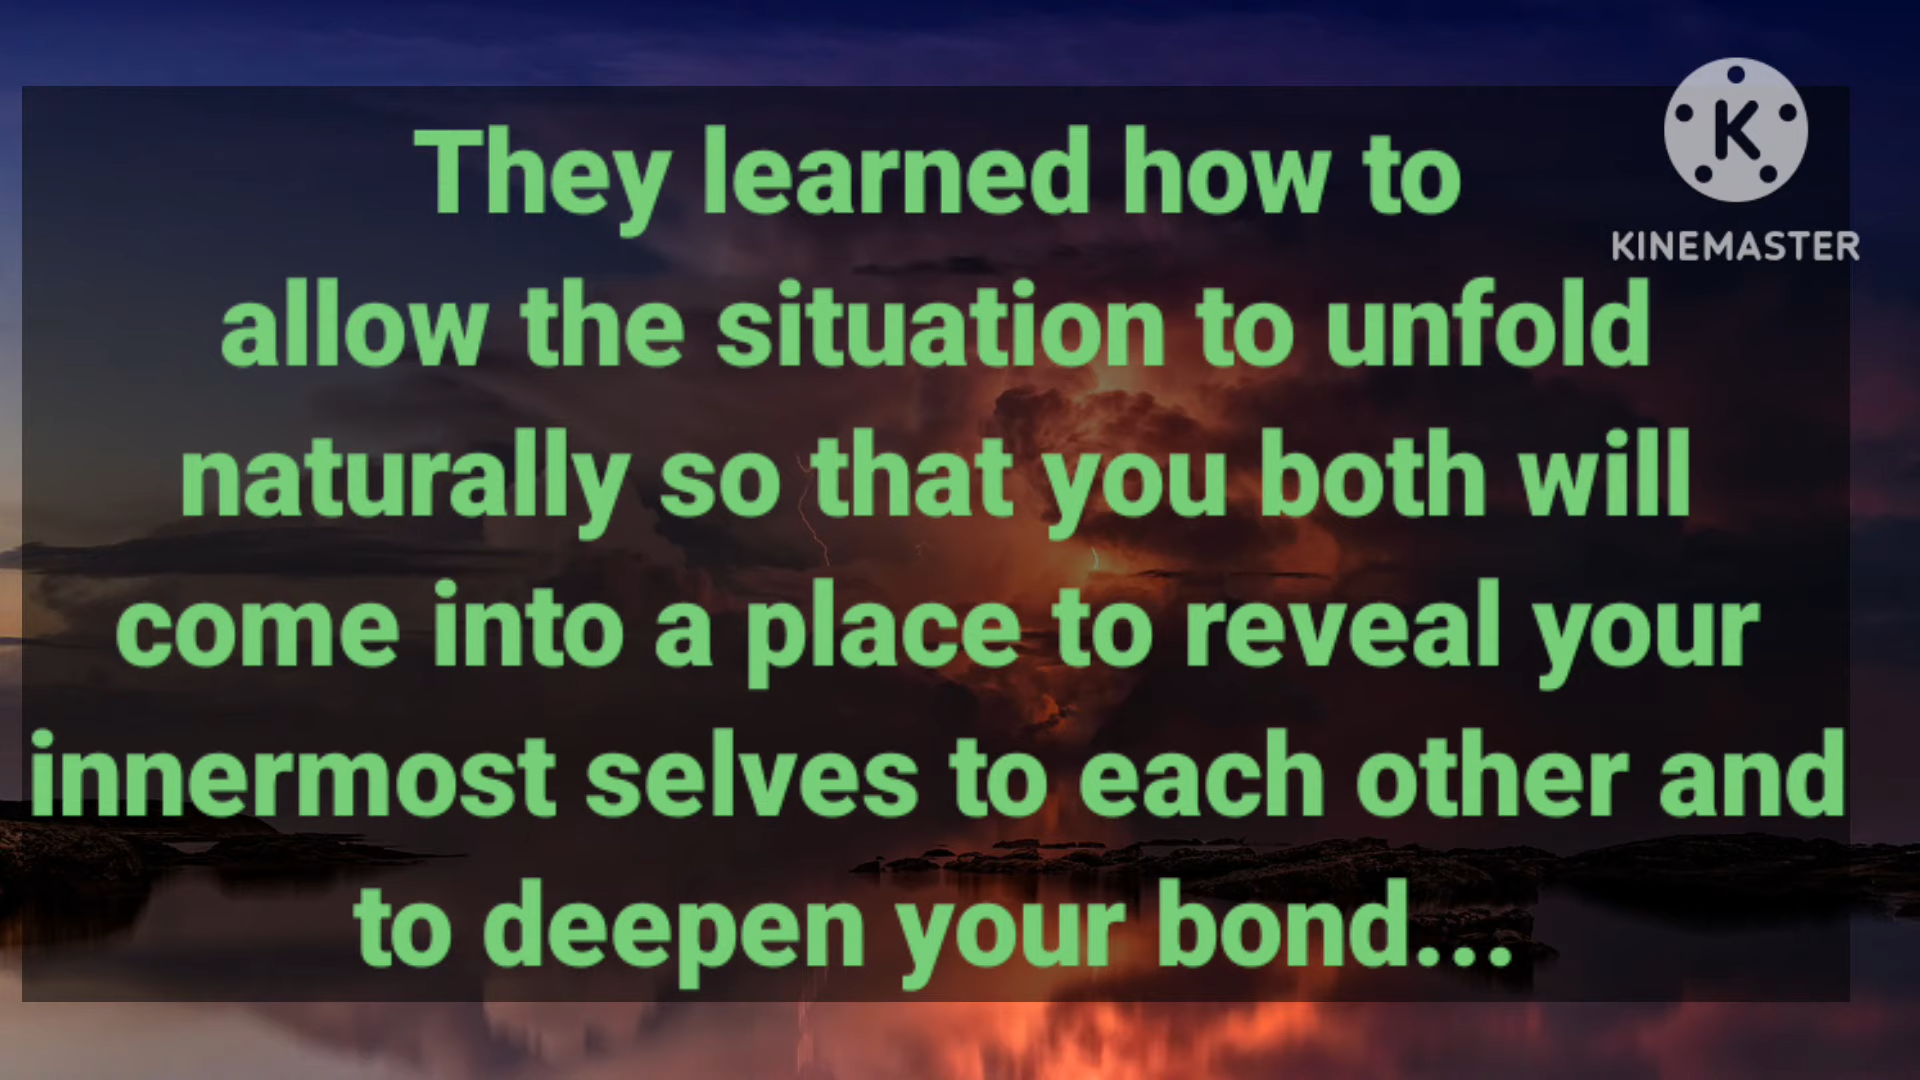 They learned how to
allow the situation to unfold
naturally so that you both will
come into a place to reveal your
innermost selves to each other and
to deepen your bond...
K
KINEMASTER